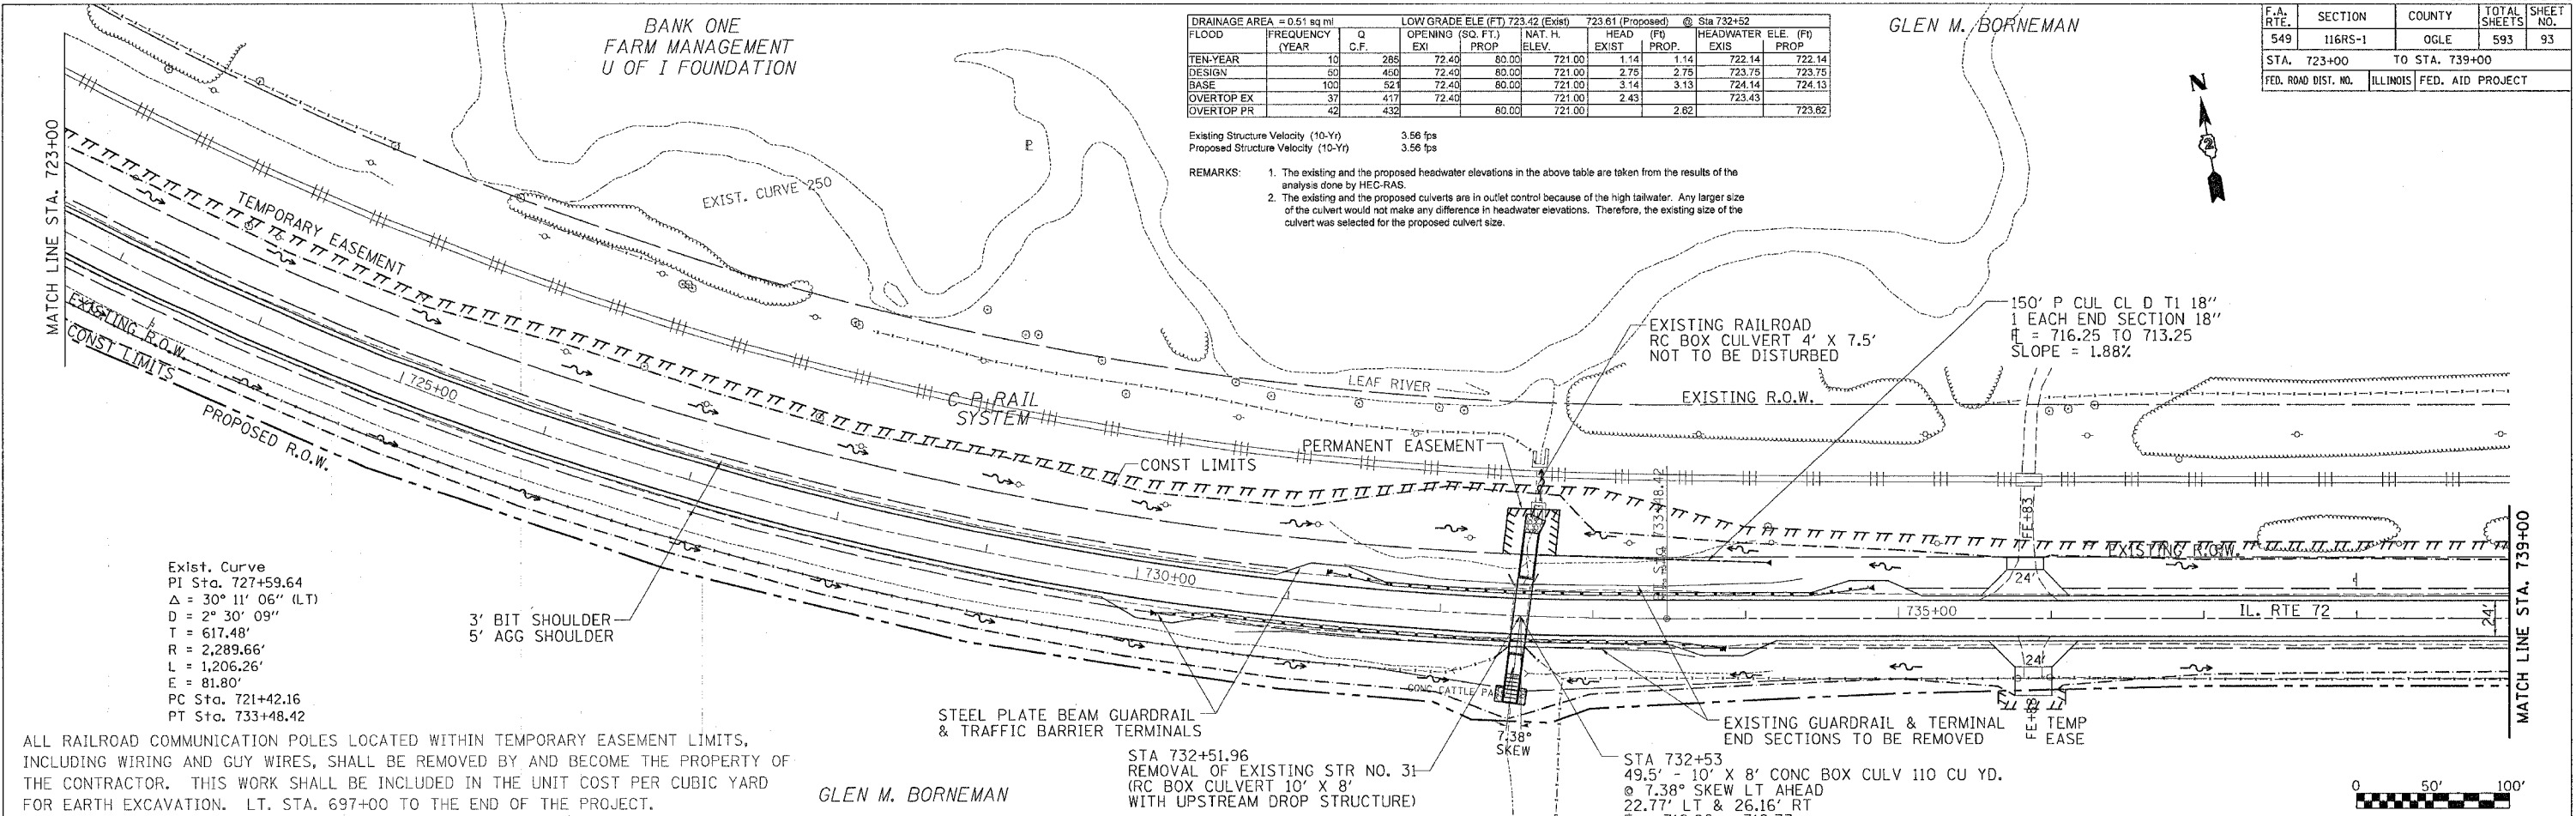 BANK ONE
FARM MANAGEMENT
U OF I FOUNDATION
DRAINAGE AREA = 0.51 sq mi LOW GRADE ELE (FT) 723.42 (Exist) 723.61 (Proposed) @ Sta 732+52
FLOOD FREQUENCY Q OPENING (SQ. FT.) NAT. H. HEAD (Ft) HEADWATER ELE. (Ft)
(YEAR C.F. EXI PROP ELEV. EXIST PROP. EXIS PROP
TEN-YEAR 10 285 72.40 80.00 721.00 1.14 1.14 722.14 722.14
DESIGN 50 460 72.40 80.00 721.00 2.75 2.75 723.75 723.75
BASE 100 521 72.40 80.00 721.00 3.14 3.13 724.14 724.13
OVERTOP EX 37 417 72.40 721.00 2.43 723.43
OVERTOP PR 42 432 80.00 721.00 2.62 723.62
Existing Structure Velocity (10-Yr) 3.56 fps
Proposed Structure Velocity (10-Yr) 3.56 fps
REMARKS: 1. The existing and the proposed headwater elevations in the above table are taken from the results of the
analysis done by HEC-RAS.
2. The existing and the proposed culverts are in outlet control because of the high tailwater. Any larger size
of the culvert would not make any difference in headwater elevations. Therefore, the existing size of the
culvert was selected for the proposed culvert size.
GLEN M. BORNEMAN
F.A. RTE. SECTION COUNTY TOTAL SHEETS SHEET NO.
549 116RS-1 OGLE 593 93
STA. 723+00 TO STA. 739+00
FED. ROAD DIST. NO. ILLINOIS FED. AID PROJECT
N
2
MATCH LINE STA. 723+00
EXIST. CURVE 250
TEMPORARY EASEMENT
EXISTING R.O.W.
CONST LIMITS
PROPOSED R.O.W.
725+00
C P RAIL
SYSTEM
LEAF RIVER
EXISTING RAILROAD
RC BOX CULVERT 4' X 7.5'
NOT TO BE DISTURBED
150' P CUL CL D T1 18"
1 EACH END SECTION 18"
℄ = 716.25 TO 713.25
SLOPE = 1.88%
EXISTING R.O.W.
PERMANENT EASEMENT
CONST LIMITS
PT Sta. 733+48.42
FE+83
EXISTING R.O.W.
24'
730+00
735+00
IL. RTE 72
24'
MATCH LINE STA. 739+00
Exist. Curve
PI Sta. 727+59.64
Δ = 30° 11' 06" (LT)
D = 2° 30' 09"
T = 617.48'
R = 2,289.66'
L = 1,206.26'
E = 81.80'
PC Sta. 721+42.16
PT Sta. 733+48.42
3' BIT SHOULDER
5' AGG SHOULDER
24'
CONC CATTLE PASS
STEEL PLATE BEAM GUARDRAIL
& TRAFFIC BARRIER TERMINALS
7.38°
SKEW
EXISTING GUARDRAIL & TERMINAL
END SECTIONS TO BE REMOVED
FE+88
TEMP
EASE
STA 732+51.96
REMOVAL OF EXISTING STR NO. 31
(RC BOX CULVERT 10' X 8'
WITH UPSTREAM DROP STRUCTURE)
STA 732+53
49.5' - 10' X 8' CONC BOX CULV 110 CU YD.
@ 7.38° SKEW LT AHEAD
22.77' LT & 26.16' RT
ALL RAILROAD COMMUNICATION POLES LOCATED WITHIN TEMPORARY EASEMENT LIMITS,
INCLUDING WIRING AND GUY WIRES, SHALL BE REMOVED BY AND BECOME THE PROPERTY OF
THE CONTRACTOR. THIS WORK SHALL BE INCLUDED IN THE UNIT COST PER CUBIC YARD
FOR EARTH EXCAVATION. LT. STA. 697+00 TO THE END OF THE PROJECT.
GLEN M. BORNEMAN
0 50' 100'